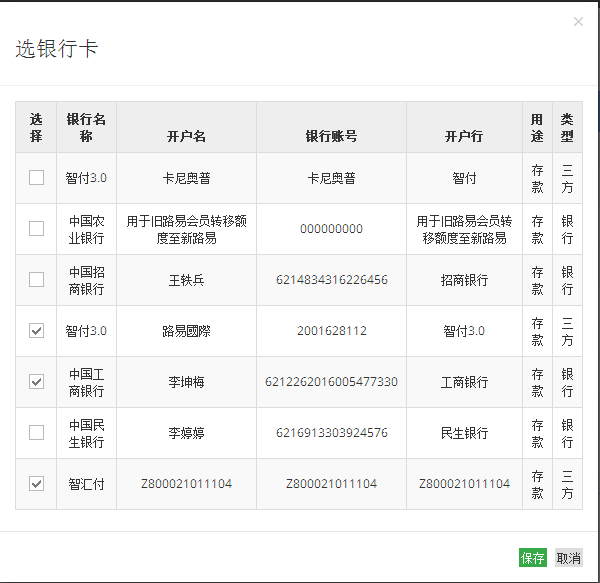 ×
选银行卡
选择 银行名称 开户名 银行账号 开户行 用途 类型
智付3.0 卡尼奥普 卡尼奥普 智付 存款 三方
中国农业银行 用于旧路易会员转移额度至新路易 000000000 用于旧路易会员转移额度至新路易 存款 银行
中国招商银行 王轶兵 6214834316226456 招商银行 存款 银行
智付3.0 路易國際 2001628112 智付3.0 存款 三方
中国工商银行 李坤梅 6212262016005477330 工商银行 存款 银行
中国民生银行 李婷婷 6216913303924576 民生银行 存款 银行
智汇付 Z800021011104 Z800021011104 Z800021011104 存款 三方
保存 取消